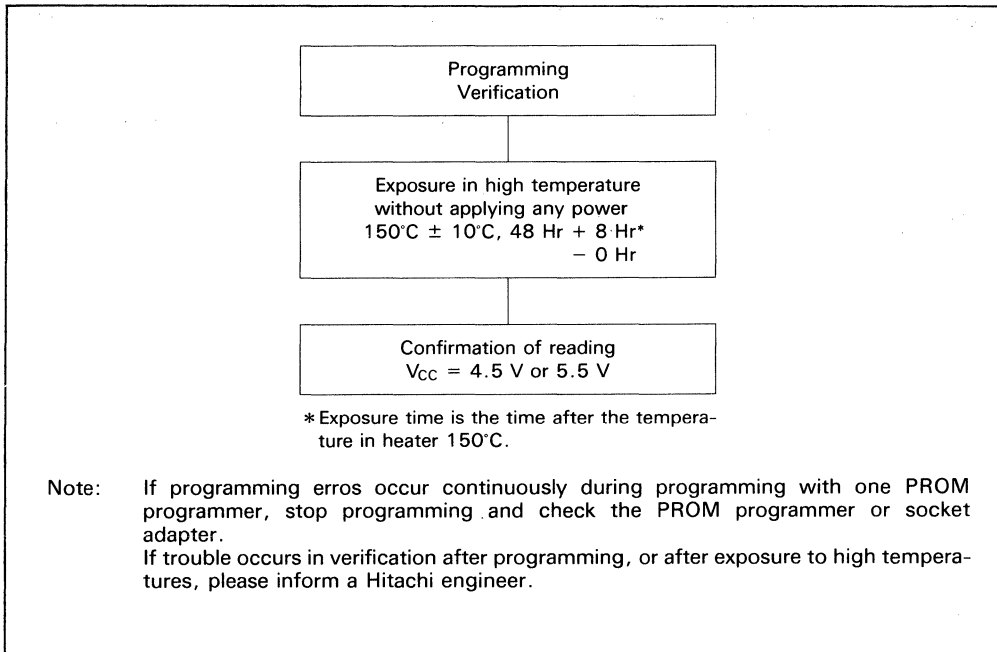 Programming
Verification
Exposure in high temperature
without applying any power
150°C ± 10°C, 48 Hr + 8 Hr*
− 0 Hr
Confirmation of reading
VCC = 4.5 V or 5.5 V
* Exposure time is the time after the tempera-
ture in heater 150°C.
Note: If programming erros occur continuously during programming with one PROM
programmer, stop programming and check the PROM programmer or socket
adapter.
If trouble occurs in verification after programming, or after exposure to high tempera-
tures, please inform a Hitachi engineer.